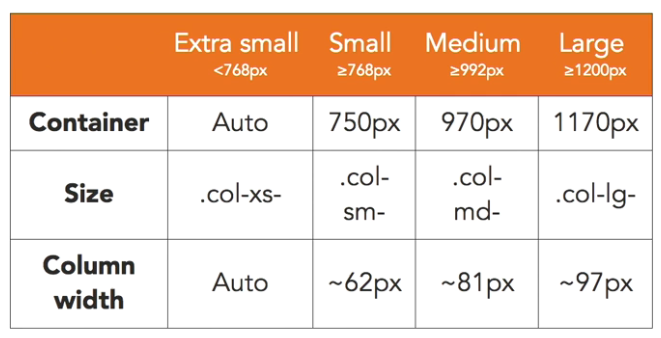 Extra small Small Medium Large
<768px ≥768px ≥992px ≥1200px
Container Auto 750px 970px 1170px
Size .col-xs- .col-
sm- .col-
md- .col-lg-
Column
width Auto ~62px ~81px ~97px